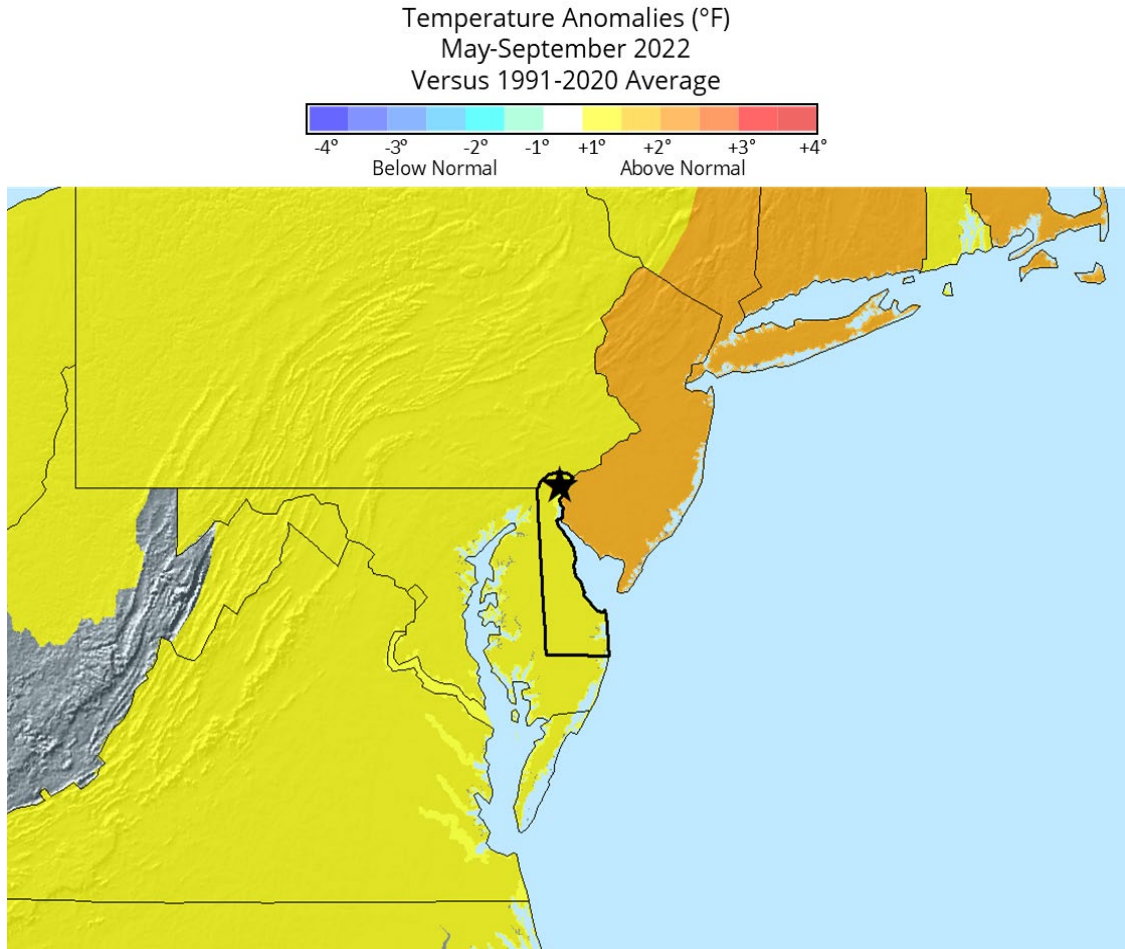 Temperature Anomalies (°F)
May-September 2022
Versus 1991-2020 Average
-4° -3° -2° -1° +1° +2° +3° +4°
Below Normal Above Normal